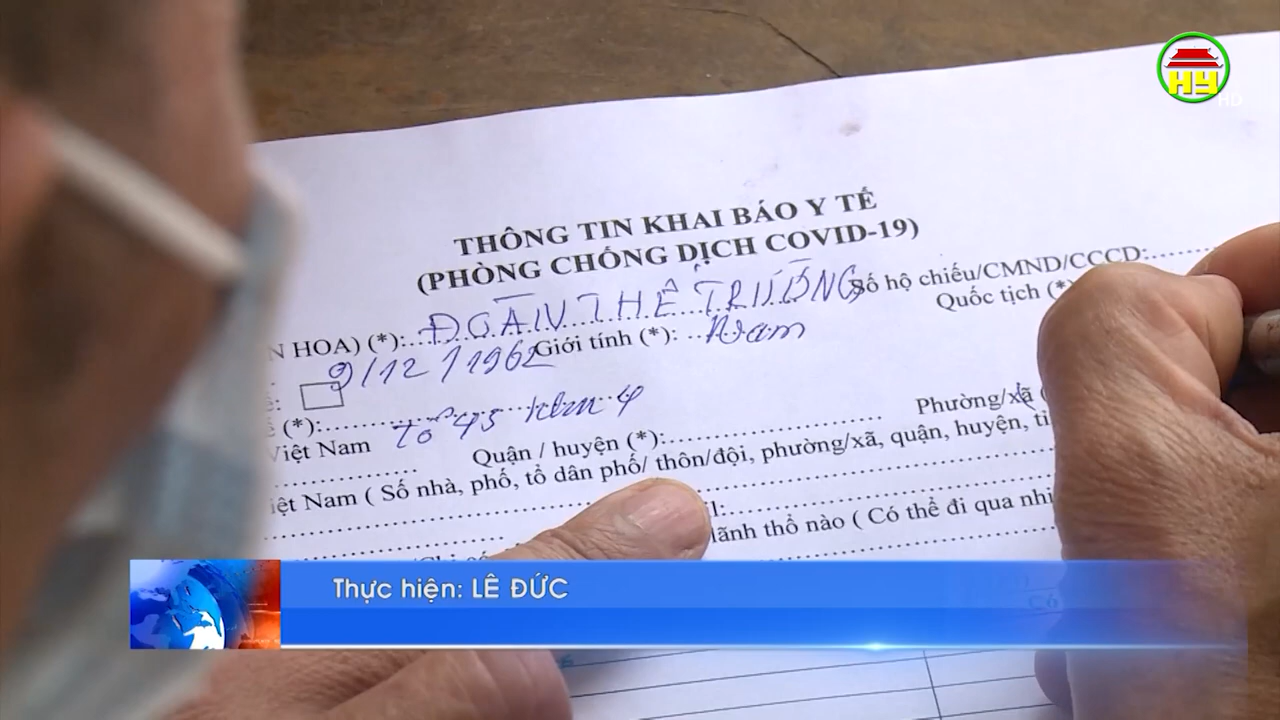 HY
HD
THÔNG TIN KHAI BÁO Y TẾ
(PHÒNG CHỐNG DỊCH COVID-19)
N HOA) (*): ĐOÀN THẾ TRƯỜNG Số hộ chiếu/CMND/CCCD:
9/12/1962 Giới tính (*): Nam Quốc tịch (*)
(*): tổ 45 Phường/xã (
Việt Nam Quận / huyện (*):
iệt Nam ( Số nhà, phố, tổ dân phố/ thôn/đội, phường/xã, quận, huyện, tỉ
il:
lãnh thổ nào ( Có thể đi qua nhi
Thực hiện: LÊ ĐỨC